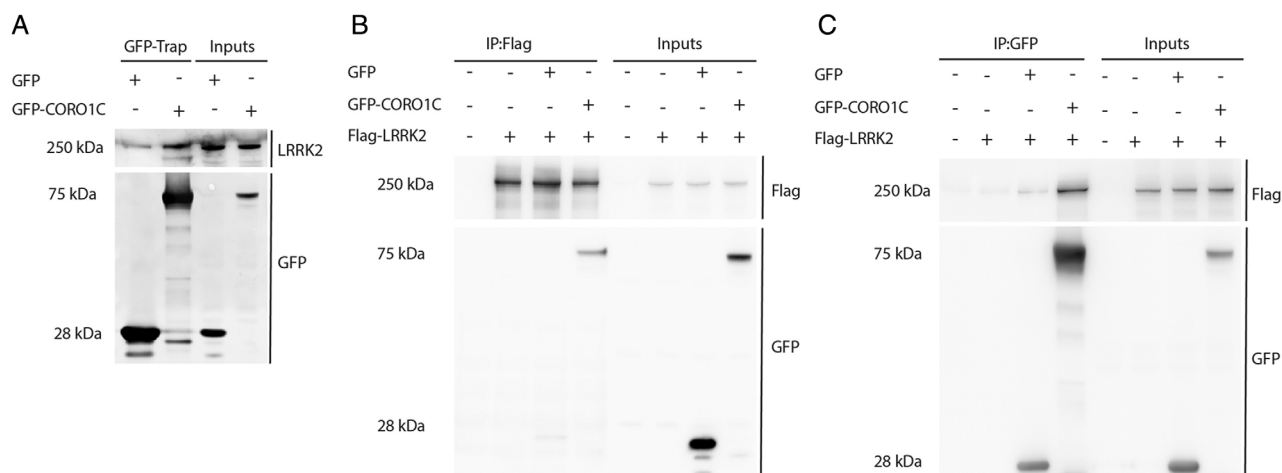 A
GFP-Trap Inputs
GFP + - + -
GFP-CORO1C - + - +
250 kDa LRRK2
75 kDa
GFP
28 kDa
B
IP:Flag Inputs
GFP - - + - - - + -
GFP-CORO1C - - - + - - - +
Flag-LRRK2 - + + + - + + +
250 kDa Flag
75 kDa
GFP
28 kDa
C
IP:GFP Inputs
GFP - - + - - - + -
GFP-CORO1C - - - + - - - +
Flag-LRRK2 - + + + - + + +
250 kDa Flag
75 kDa
GFP
28 kDa